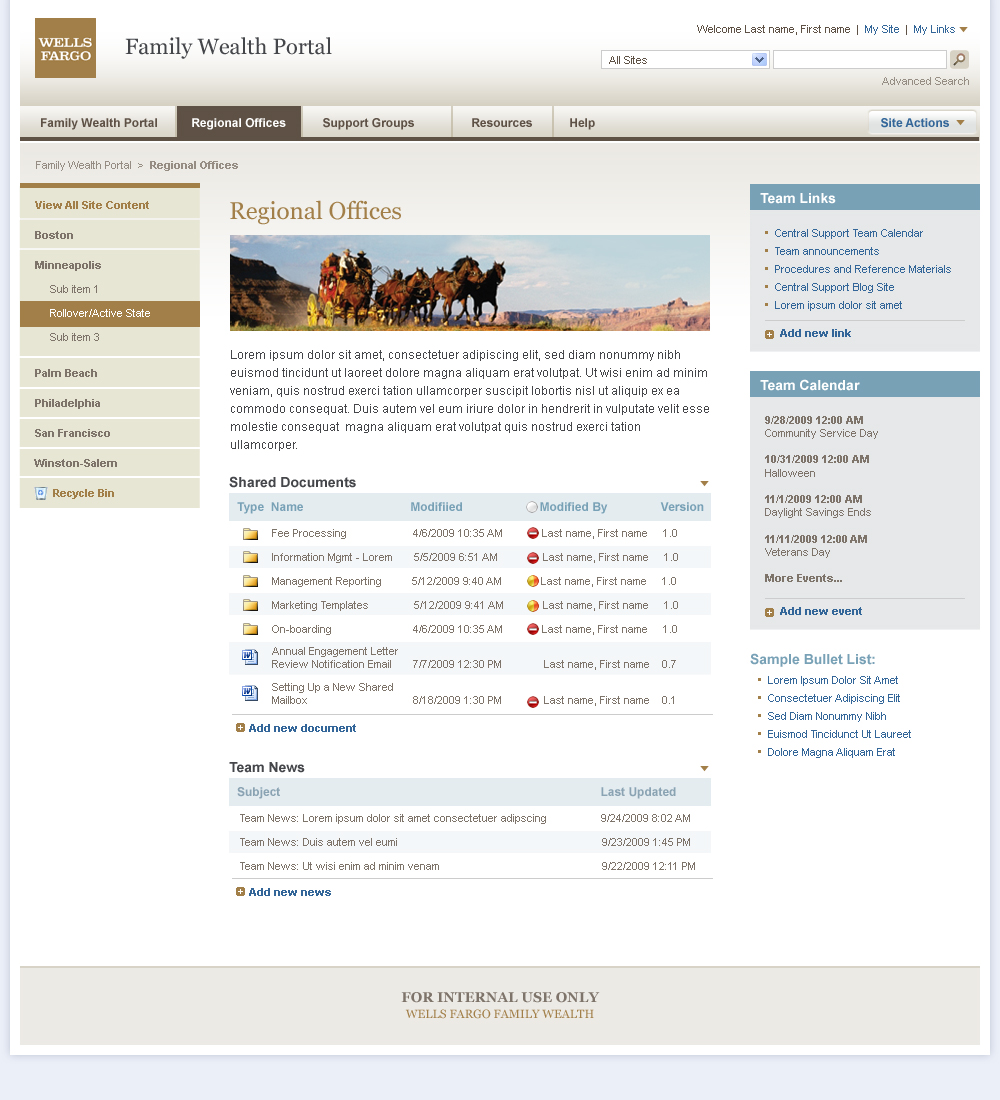 WELLS
FARGO
Family Wealth Portal
Welcome Last name, First name | My Site | My Links
All Sites
Advanced Search
Family Wealth Portal
Regional Offices
Support Groups
Resources
Help
Site Actions
Family Wealth Portal > Regional Offices
View All Site Content
Boston
Minneapolis
Sub item 1
Rollover/Active State
Sub item 3
Palm Beach
Philadelphia
San Francisco
Winston-Salem
Recycle Bin
Regional Offices
Lorem ipsum dolor sit amet, consectetuer adipiscing elit, sed diam nonummy nibh
euismod tincidunt ut laoreet dolore magna aliquam erat volutpat. Ut wisi enim ad minim
veniam, quis nostrud exerci tation ullamcorper suscipit lobortis nisl ut aliquip ex ea
commodo consequat. Duis autem vel eum iriure dolor in hendrerit in vulputate velit esse
molestie consequat magna aliquam erat volutpat quis nostrud exerci tation
ullamcorper.
Shared Documents
Type Name Modifiied Modified By Version
Fee Processing 4/6/2009 10:35 AM Last name, First name 1.0
Information Mgmt - Lorem 5/5/2009 6:51 AM Last name, First name 1.0
Management Reporting 5/12/2009 9:40 AM Last name, First name 1.0
Marketing Templates 5/12/2009 9:41 AM Last name, First name 1.0
On-boarding 4/6/2009 10:35 AM Last name, First name 1.0
Annual Engagement Letter
Review Notification Email 7/7/2009 12:30 PM Last name, First name 0.7
Setting Up a New Shared
Mailbox 8/18/2009 1:30 PM Last name, First name 0.1
Add new document
Team News
Subject Last Updated
Team News: Lorem ipsum dolor sit amet consectetuer adipscing 9/24/2009 8:02 AM
Team News: Duis autem vel eumi 9/23/2009 1:45 PM
Team News: Ut wisi enim ad minim venam 9/22/2009 12:11 PM
Add new news
Team Links
Central Support Team Calendar
Team announcements
Procedures and Reference Materials
Central Support Blog Site
Lorem ipsum dolor sit amet
Add new link
Team Calendar
9/28/2009 12:00 AM
Community Service Day
10/31/2009 12:00 AM
Halloween
11/1/2009 12:00 AM
Daylight Savings Ends
11/11/2009 12:00 AM
Veterans Day
More Events...
Add new event
Sample Bullet List:
Lorem Ipsum Dolor Sit Amet
Consectetuer Adipiscing Elit
Sed Diam Nonummy Nibh
Euismod Tincidunct Ut Laureet
Dolore Magna Aliquam Erat
FOR INTERNAL USE ONLY
WELLS FARGO FAMILY WEALTH